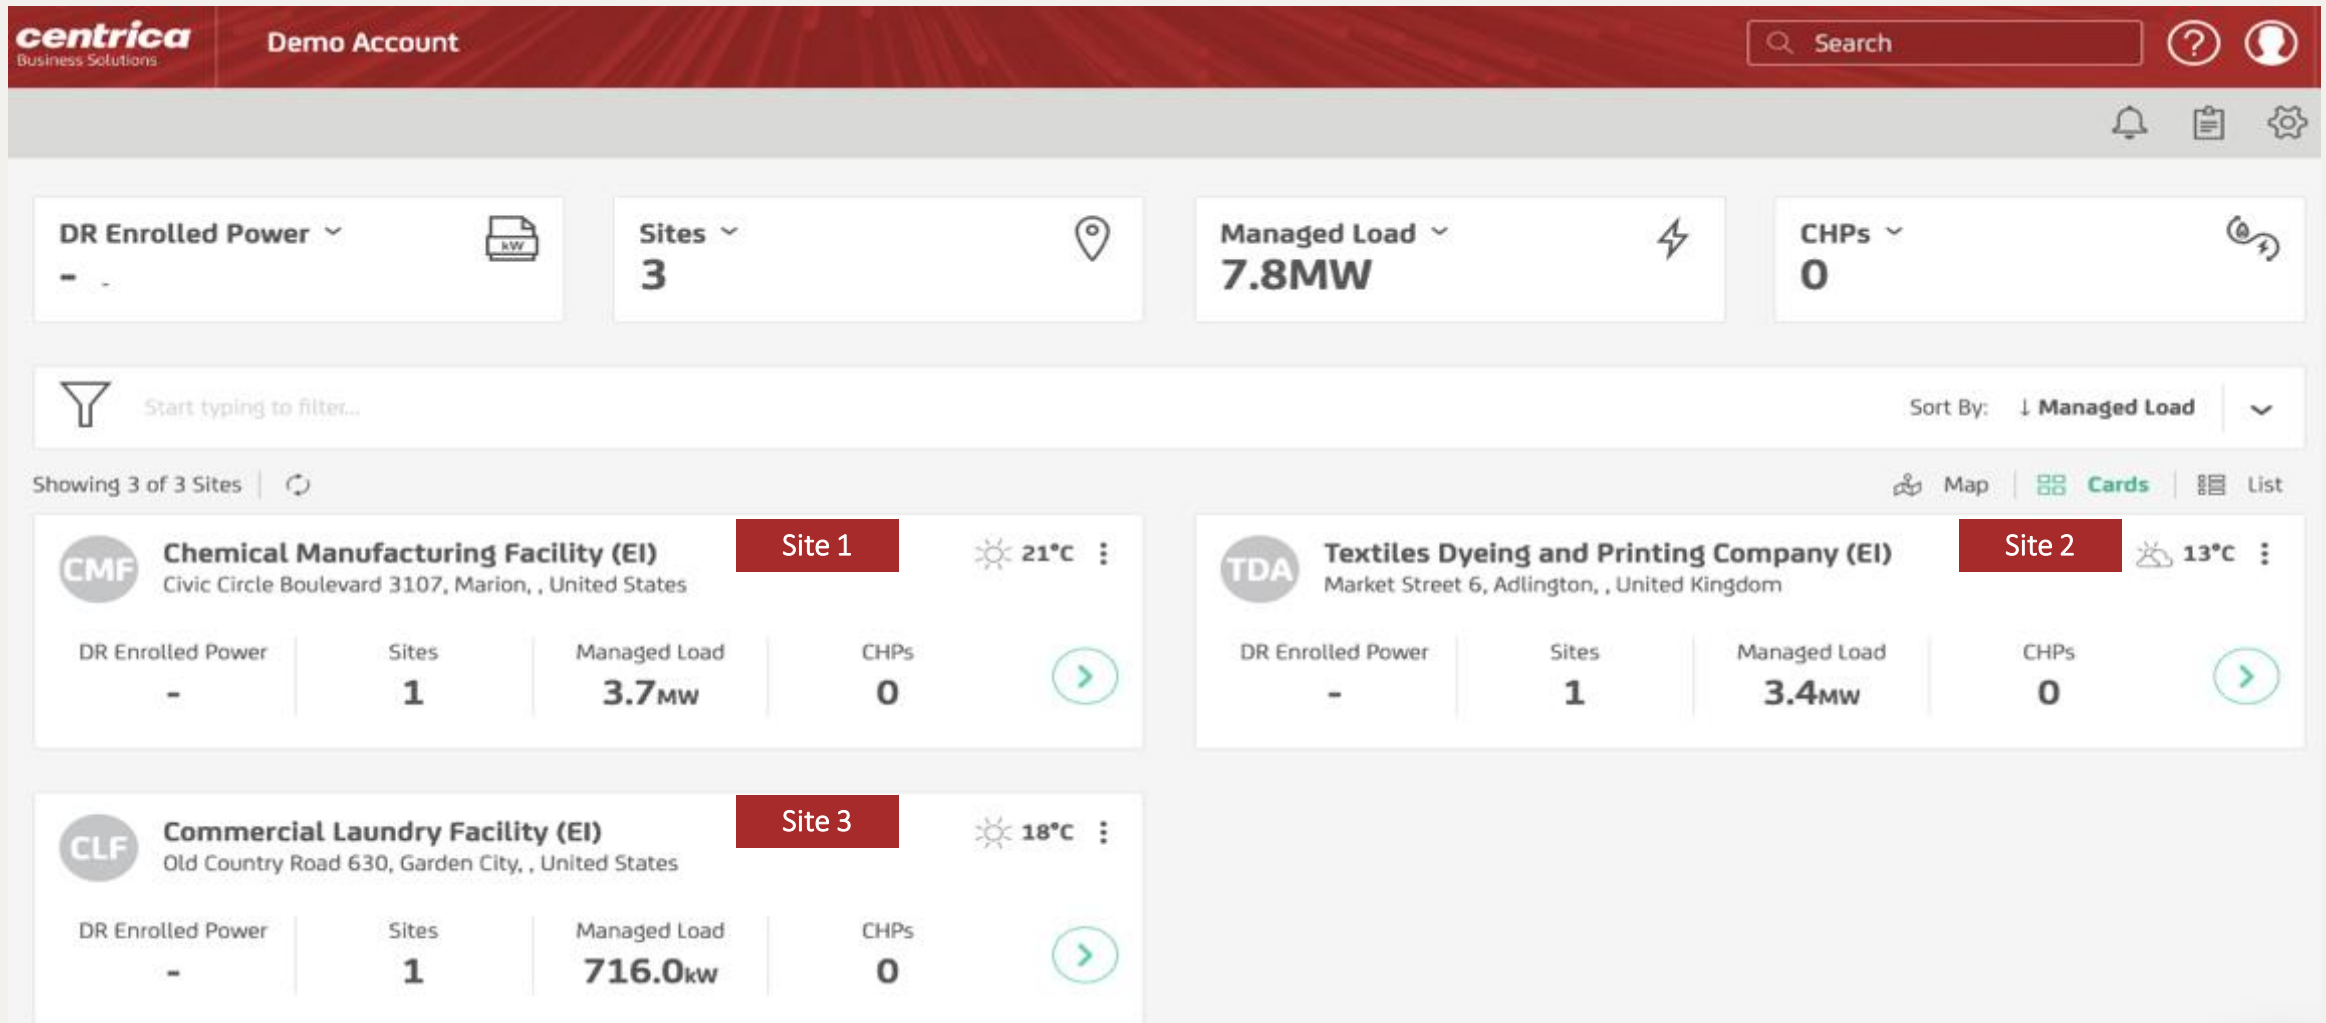 centrica
Business Solutions
Demo Account
Search
DR Enrolled Power
- -
kW
Sites
3
Managed Load
7.8MW
CHPs
0
Start typing to filter...
Sort By: ↓ Managed Load
Showing 3 of 3 Sites
Map
Cards
List
CMF
Chemical Manufacturing Facility (EI)
Civic Circle Boulevard 3107, Marion, , United States
Site 1
21°C
DR Enrolled Power
-
Sites
1
Managed Load
3.7MW
CHPs
0
TDA
Textiles Dyeing and Printing Company (EI)
Market Street 6, Adlington, , United Kingdom
Site 2
13°C
DR Enrolled Power
-
Sites
1
Managed Load
3.4MW
CHPs
0
CLF
Commercial Laundry Facility (EI)
Old Country Road 630, Garden City, , United States
Site 3
18°C
DR Enrolled Power
-
Sites
1
Managed Load
716.0kW
CHPs
0